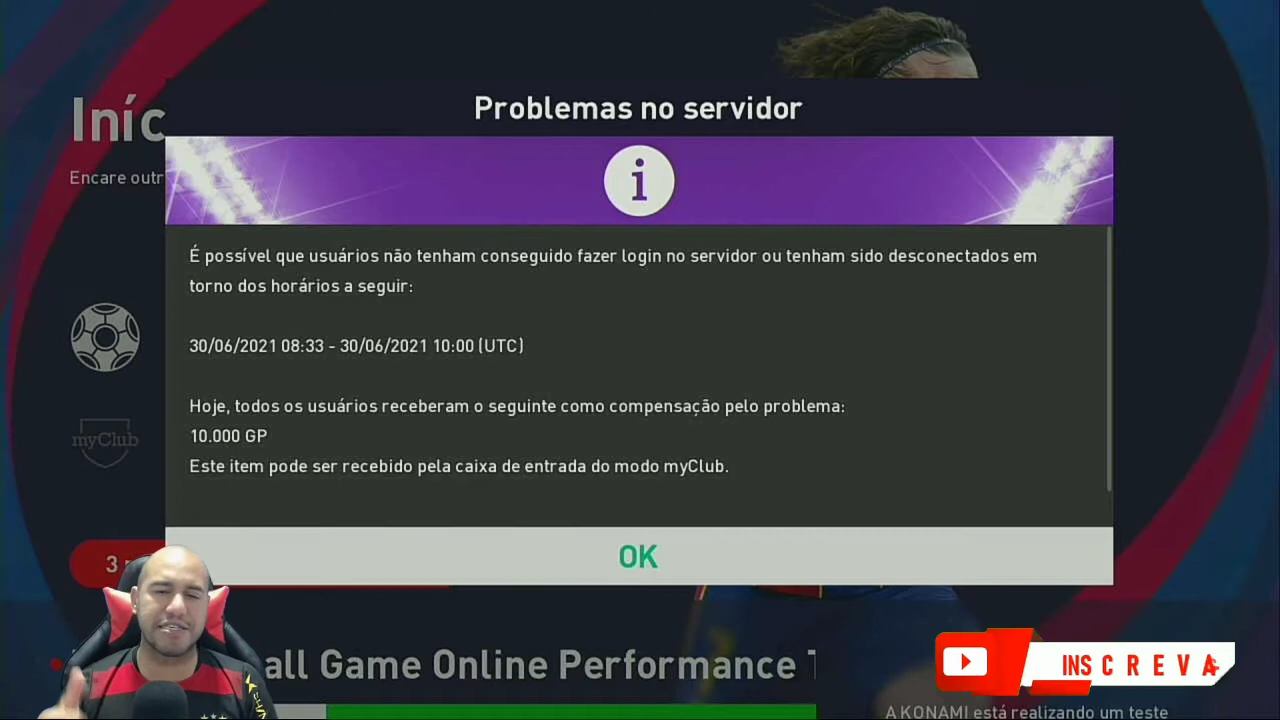 Problemas no servidor
Iníc
i
Encare outr
É possível que usuários não tenham conseguido fazer login no servidor ou tenham sido desconectados em
torno dos horários a seguir:
30/06/2021 08:33 - 30/06/2021 10:00 (UTC)
Hoje, todos os usuários receberam o seguinte como compensação pelo problema:
10.000 GP
myClub
Este item pode ser recebido pela caixa de entrada do modo myClub.
OK
3
all Game Online Performance
INSCREVA
A KONAMI está realizando um teste